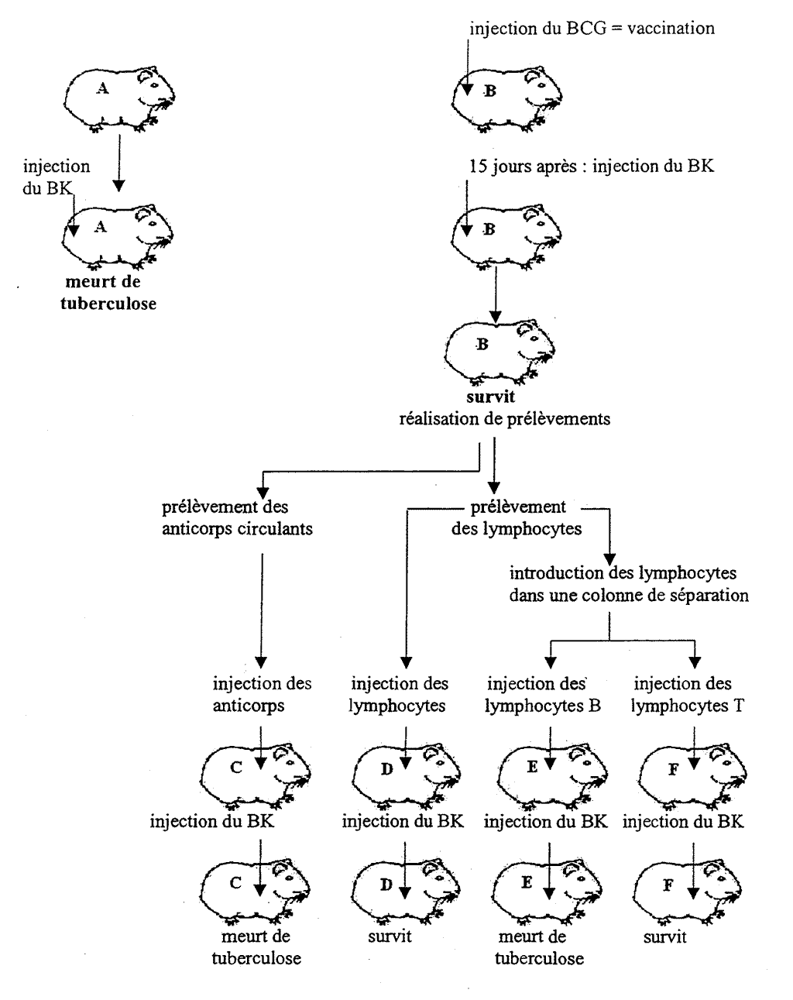 injection du BCG = vaccination
A
B
injection
du BK
15 jours après : injection du BK
A
B
meurt de
tuberculose
B
survit
réalisation de prélèvements
prélèvement des
anticorps circulants
prélèvement
des lymphocytes
introduction des lymphocytes
dans une colonne de séparation
injection des
anticorps
injection des
lymphocytes
injection des
lymphocytes B
injection des
lymphocytes T
C
D
E
F
injection du BK
injection du BK
injection du BK
injection du BK
C
D
E
F
meurt de
tuberculose
survit
meurt de
tuberculose
survit